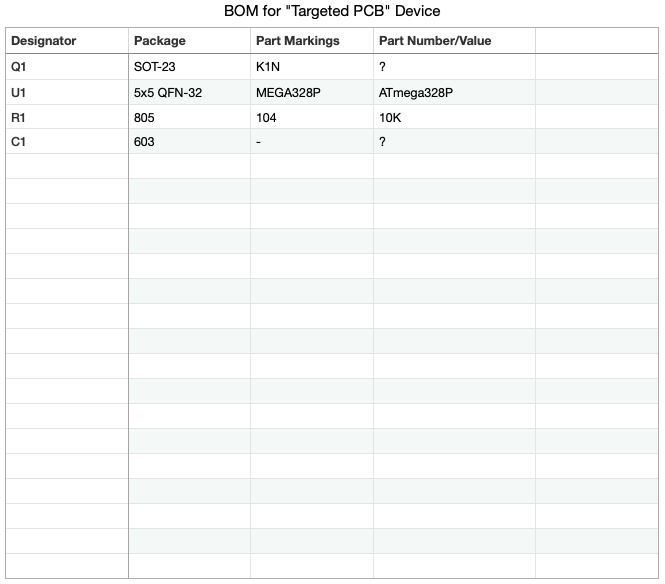 BOM for "Targeted PCB" Device
Designator Package Part Markings Part Number/Value
Q1 SOT-23 K1N ?
U1 5x5 QFN-32 MEGA328P ATmega328P
R1 805 104 10K
C1 603 - ?